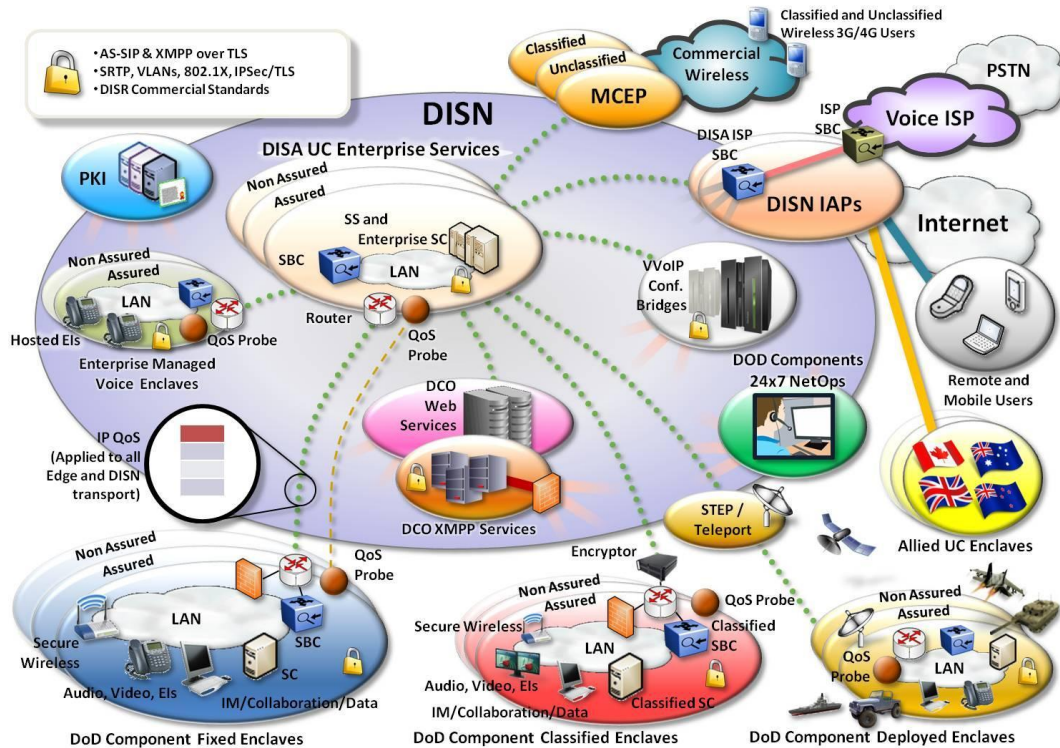 •AS-SIP & XMPP over TLS
•SRTP, VLANs, 802.1X, IPSec/TLS
•DISR Commercial Standards
Classified
Unclassified
MCEP
Commercial
Wireless
Classified and Unclassified
Wireless 3G/4G Users
PSTN
Voice ISP
ISP
SBC
DISA ISP
SBC
DISN IAPs
Internet
DISN
DISA UC Enterprise Services
Non Assured
Assured
SS and
Enterprise SC
SBC
LAN
Router
QoS
Probe
PKI
Non Assured
Assured
LAN
Hosted EIs
QoS Probe
Enterprise Managed
Voice Enclaves
VVoIP
Conf.
Bridges
DOD Components
24x7 NetOps
Remote and
Mobile Users
DCO
Web
Services
DCO XMPP Services
IP QoS
(Applied to all
Edge and DISN
transport)
STEP /
Teleport
Allied UC Enclaves
Non Assured
Assured
QoS
Probe
LAN
SBC
Secure
Wireless
SC
Audio, Video, EIs
IM/Collaboration/Data
DoD Component Fixed Enclaves
Encryptor
Non Assured
Assured
QoS Probe
Secure Wireless
Classified
SBC
LAN
Audio, Video, EIs
Classified SC
IM/Collaboration/Data
DoD Component Classified Enclaves
Non Assured
Assured
QoS
Probe
LAN
DoD Component Deployed Enclaves